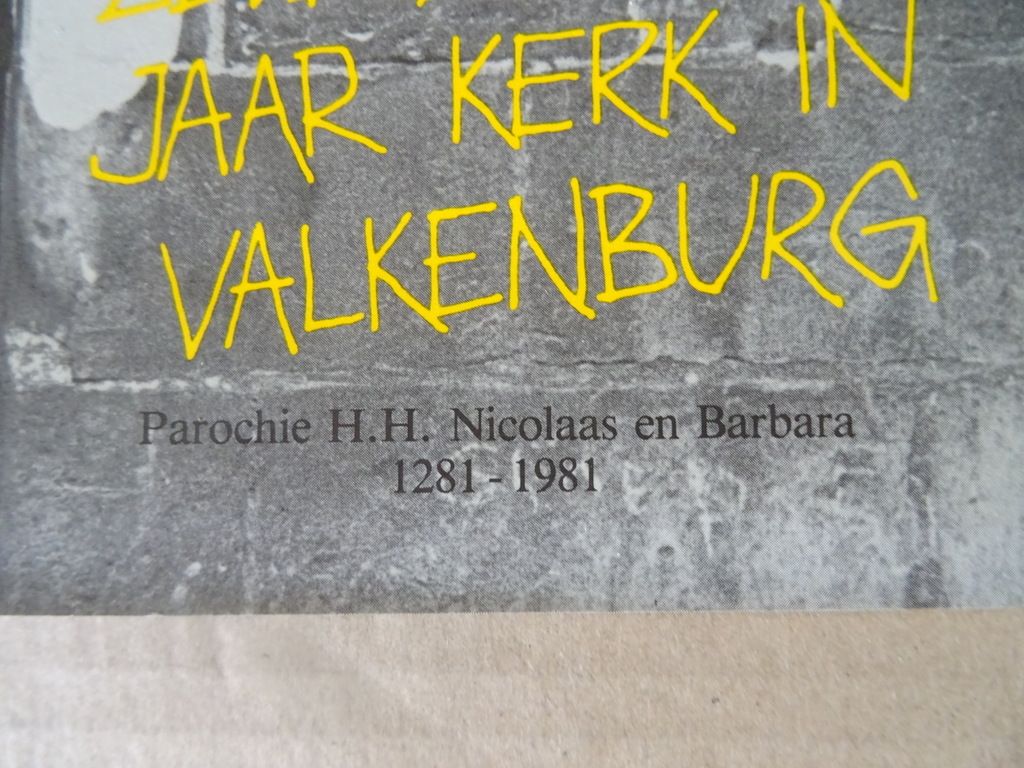 JAAR KERK IN
VALKENBURG
Parochie H.H. Nicolaas en Barbara
1281-1981